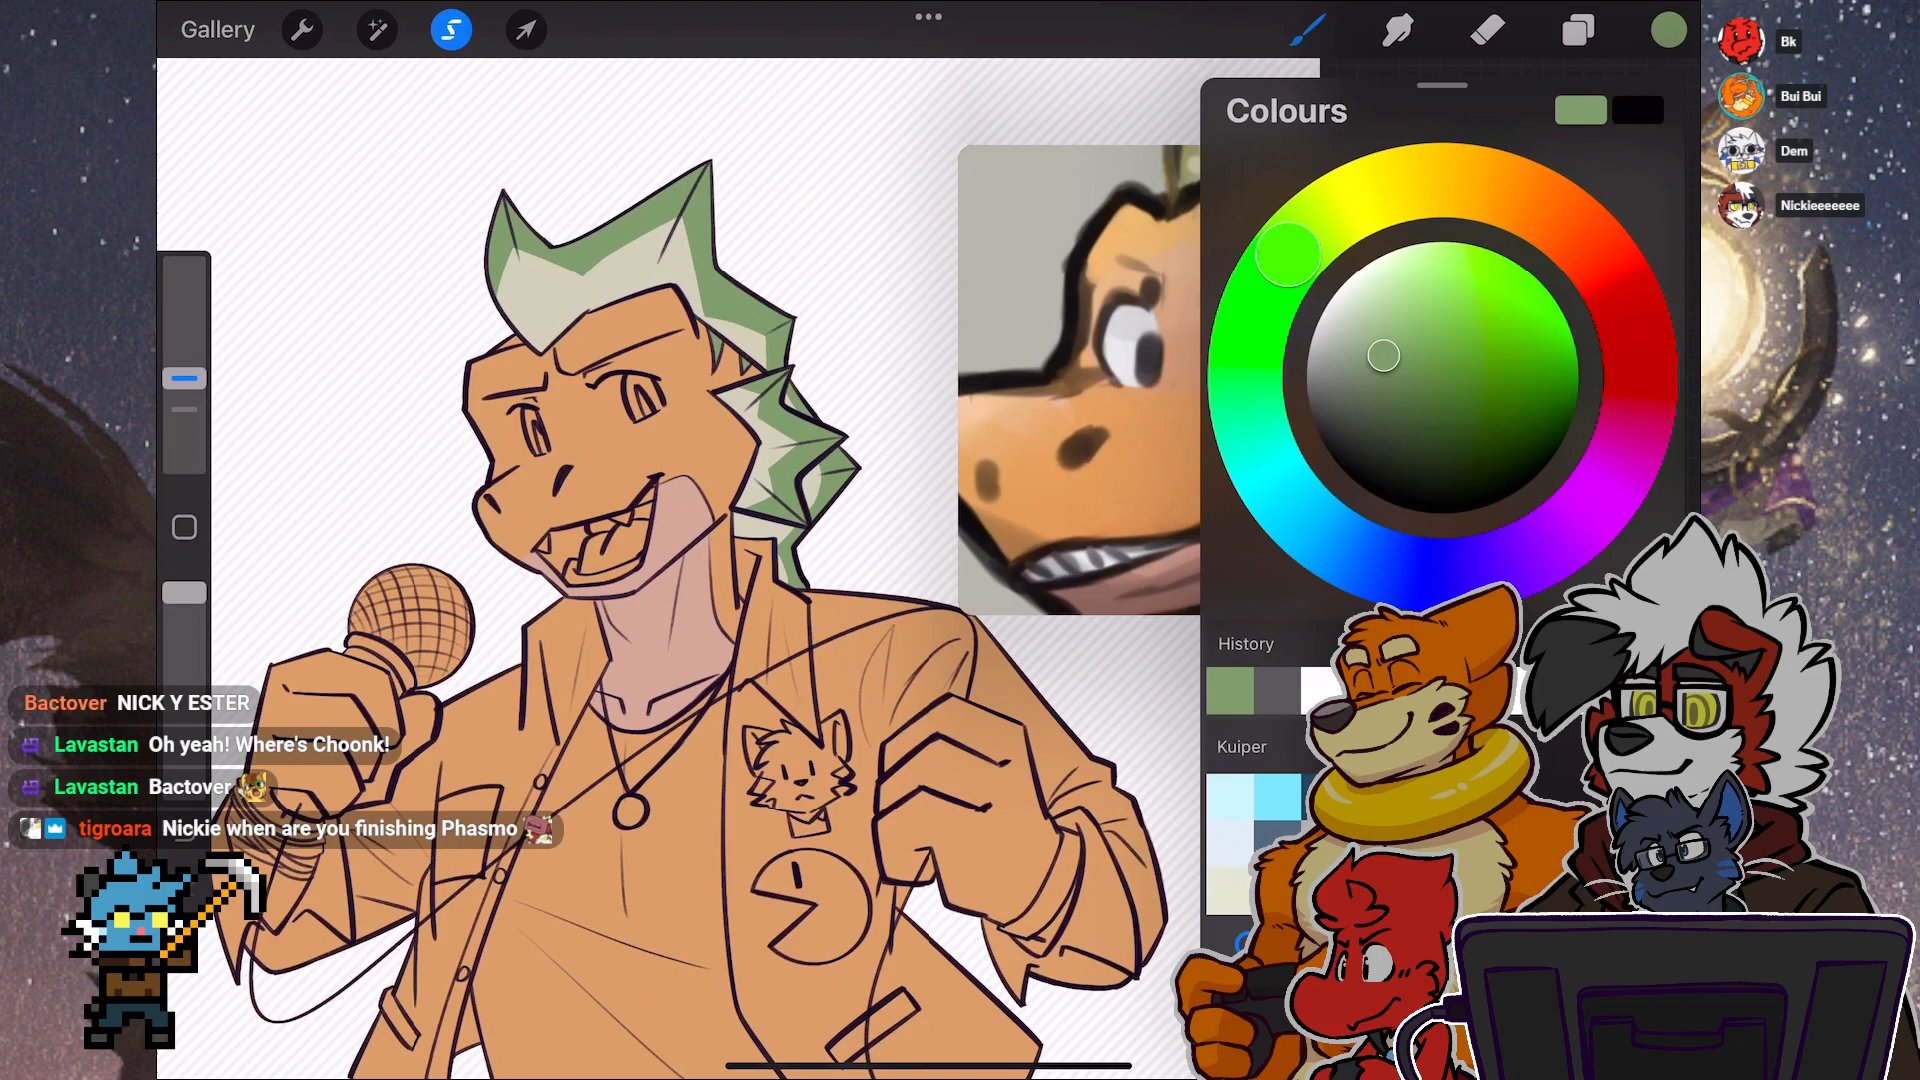 Gallery
Colours
Bk
Bui Bui
Dem
Nickieeeeeee
History
Kuiper
Bactover NICK Y ESTER
Lavastan Oh yeah! Where's Choonk!
Lavastan Bactover
tigroara Nickie when are you finishing Phasmo